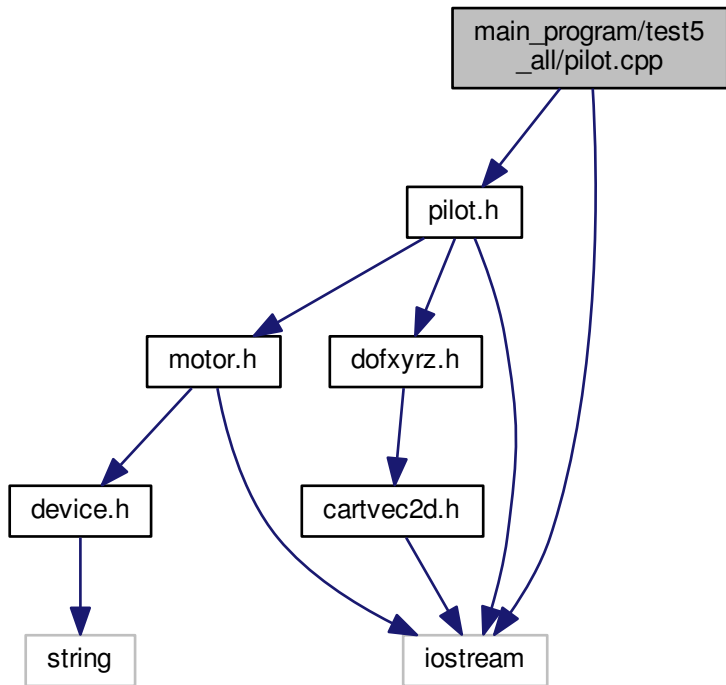 main_program/test5
_all/pilot.cpp
pilot.h
motor.h
dofxyrz.h
device.h
cartvec2d.h
string
iostream